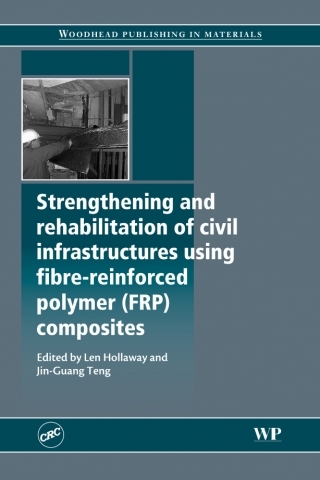 WOODHEAD PUBLISHING IN MATERIALS
Strengthening and
rehabilitation of civil
infrastructures using
fibre-reinforced
polymer (FRP)
composites
Edited by Len Hollaway and
Jin-Guang Teng
CRC
WP